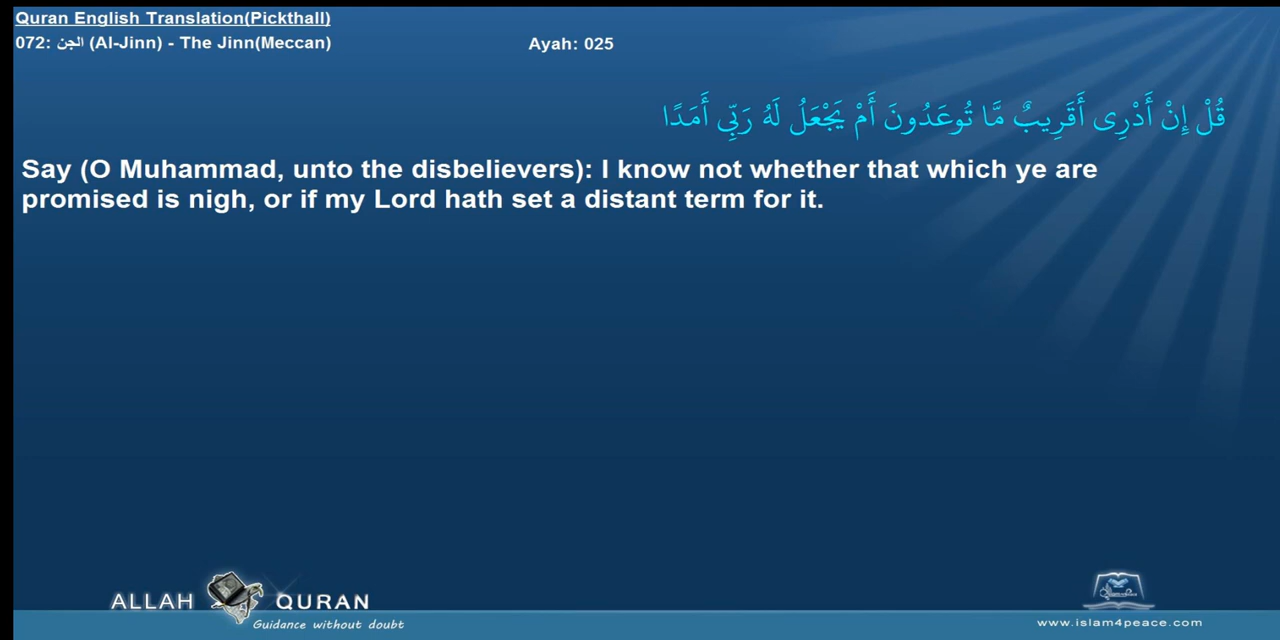 Quran English Translation(Pickthall)
072: الجن (Al-Jinn) - The Jinn(Meccan)
Ayah: 025
قُلْ إِنْ أَدْرِى أَقَرِيبٌ مَّا تُوعَدُونَ أَمْ يَجْعَلُ لَهُ رَبِّى أَمَدًا
Say (O Muhammad, unto the disbelievers): I know not whether that which ye are
promised is nigh, or if my Lord hath set a distant term for it.
ALLAH QURAN
Guidance without doubt
www.islam4peace.com